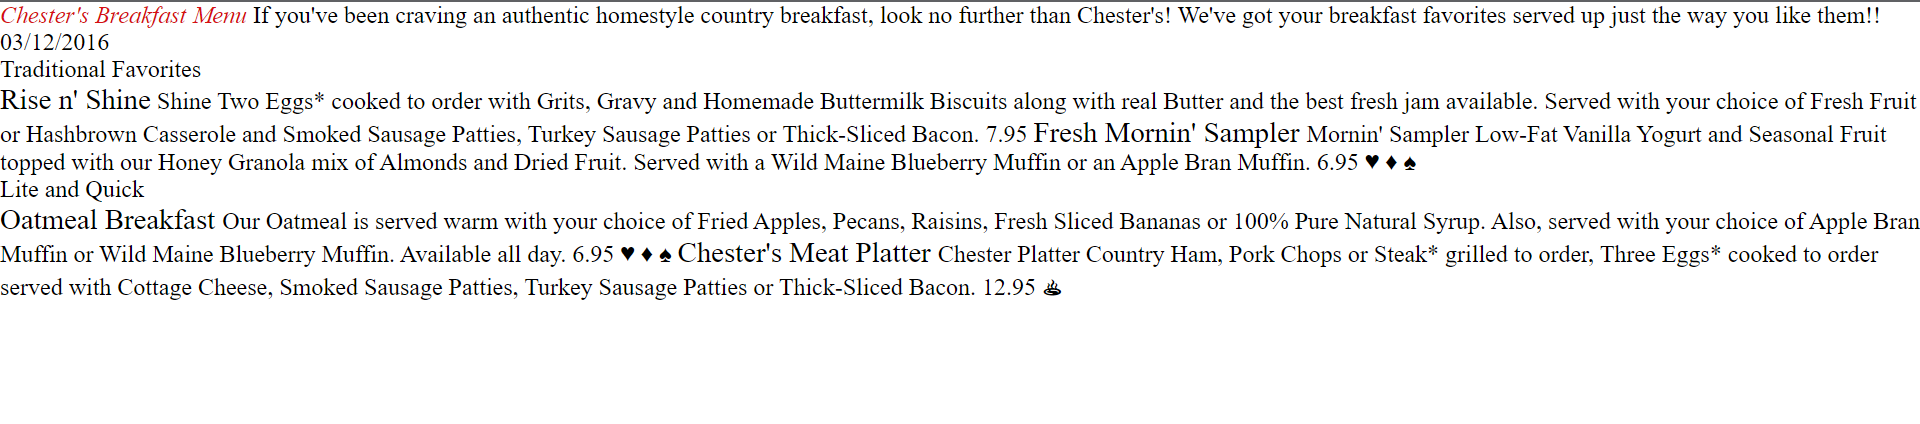 Chester's Breakfast Menu If you've been craving an authentic homestyle country breakfast, look no further than Chester's! We've got your breakfast favorites served up just the way you like them!!
03/12/2016
Traditional Favorites
Rise n' Shine Shine Two Eggs* cooked to order with Grits, Gravy and Homemade Buttermilk Biscuits along with real Butter and the best fresh jam available. Served with your choice of Fresh Fruit
or Hashbrown Casserole and Smoked Sausage Patties, Turkey Sausage Patties or Thick-Sliced Bacon. 7.95 Fresh Mornin' Sampler Mornin' Sampler Low-Fat Vanilla Yogurt and Seasonal Fruit
topped with our Honey Granola mix of Almonds and Dried Fruit. Served with a Wild Maine Blueberry Muffin or an Apple Bran Muffin. 6.95 ♥ ♦ ♠
Lite and Quick
Oatmeal Breakfast Our Oatmeal is served warm with your choice of Fried Apples, Pecans, Raisins, Fresh Sliced Bananas or 100% Pure Natural Syrup. Also, served with your choice of Apple Bran
Muffin or Wild Maine Blueberry Muffin. Available all day. 6.95 ♥ ♦ ♠ Chester's Meat Platter Chester Platter Country Ham, Pork Chops or Steak* grilled to order, Three Eggs* cooked to order
served with Cottage Cheese, Smoked Sausage Patties, Turkey Sausage Patties or Thick-Sliced Bacon. 12.95 ♨